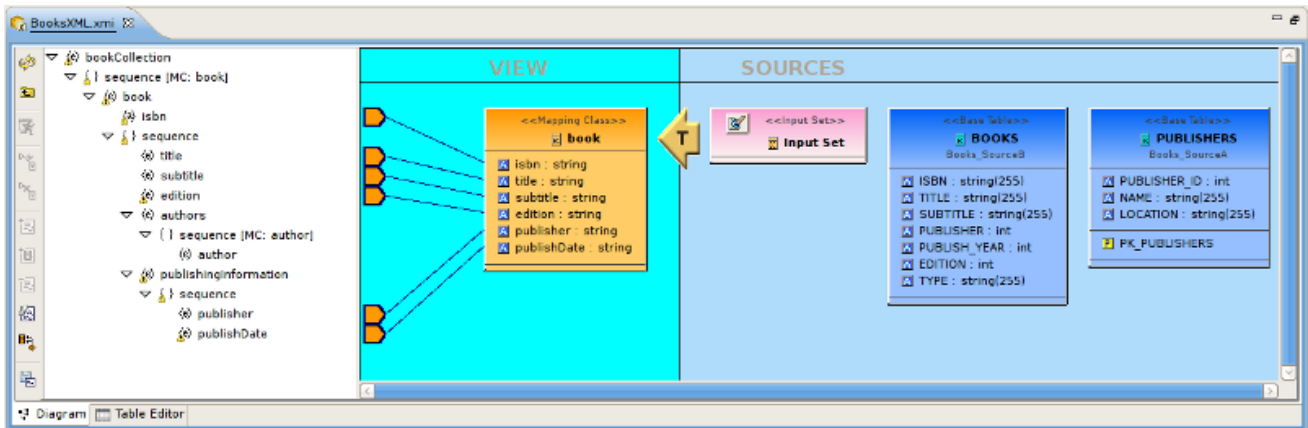 BooksXML.xmi
bookCollection
sequence [MC: book]
book
isbn
sequence
title
subtitle
edition
authors
sequence [MC: author]
author
publishingInformation
sequence
publisher
publishDate
VIEW
SOURCES
<<Mapping Class>>
book
isbn : string
title : string
subtitle : string
edition : string
publisher : string
publishDate : string
T
<<Input Set>>
Input Set
<<Base Table>>
BOOKS
Books_SourceB
ISBN : string(255)
TITLE : string(255)
SUBTITLE : string(255)
PUBLISHER : int
PUBLISH_YEAR : int
EDITION : int
TYPE : string(255)
<<Base Table>>
PUBLISHERS
Books_SourceA
PUBLISHER_ID : int
NAME : string(255)
LOCATION : string(255)
PK_PUBLISHERS
Diagram
Table Editor